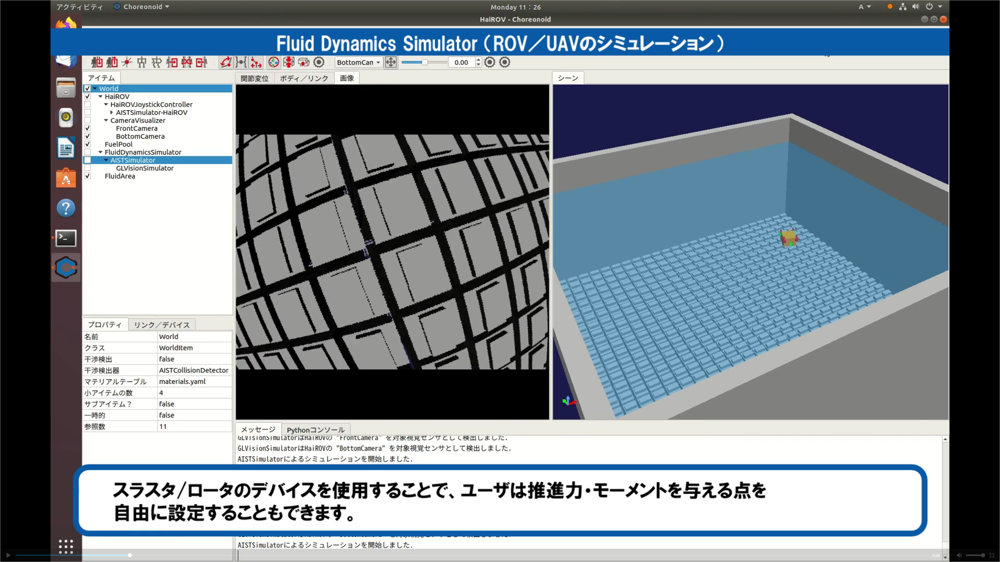 アクティビティ
Choreonoid
Monday 11：26
A
HaiROV - Choreonoid
Fluid Dynamics Simulator（ROV／UAVのシミュレーション）
BottomCan
0.00
アイテム
World
HaiROV
HaiROVJoystickController
AISTSimulator-HaiROV
CameraVisualizer
FrontCamera
BottomCamera
FuelPool
FluidDynamicsSimulator
AISTSimulator
GLVisionSimulator
FluidArea
関節変位
ボディ／リンク
画像
シーン
プロパティ
リンク／デバイス
名前 World
クラス WorldItem
干渉検出 false
干渉検出器 AISTCollisionDetector
マテリアルテーブル materials.yaml
小アイテムの数 4
サブアイテム？ false
一時的 false
参照数 11
メッセージ
Pythonコンソール
GLVisionSimulatorはHaiROVの "FrontCamera" を対象視覚センサとして検出しました.
GLVisionSimulatorはHaiROVの "BottomCamera" を対象視覚センサとして検出しました.
AISTSimulatorによるシミュレーションを開始しました.
スラスタ/ロータのデバイスを使用することで、ユーザは推進力・モーメントを与える点を
自由に設定することもできます。
AISTSimulatorによるシミュレーションを開始しました.
0:48